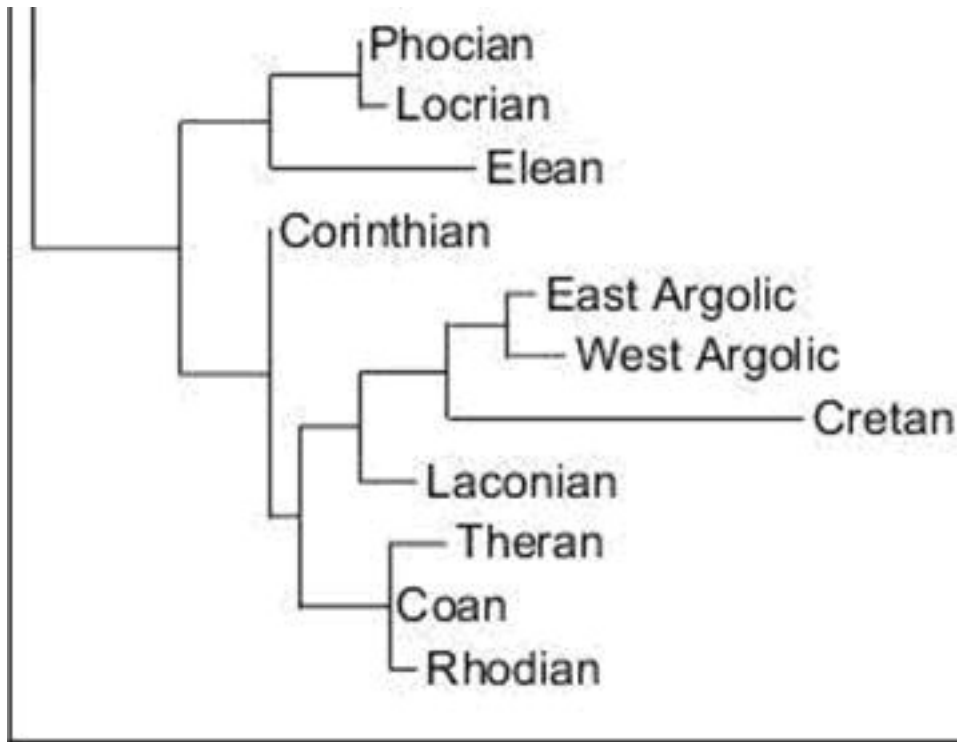 Phocian
Locrian
Elean
Corinthian
East Argolic
West Argolic
Cretan
Laconian
Theran
Coan
Rhodian